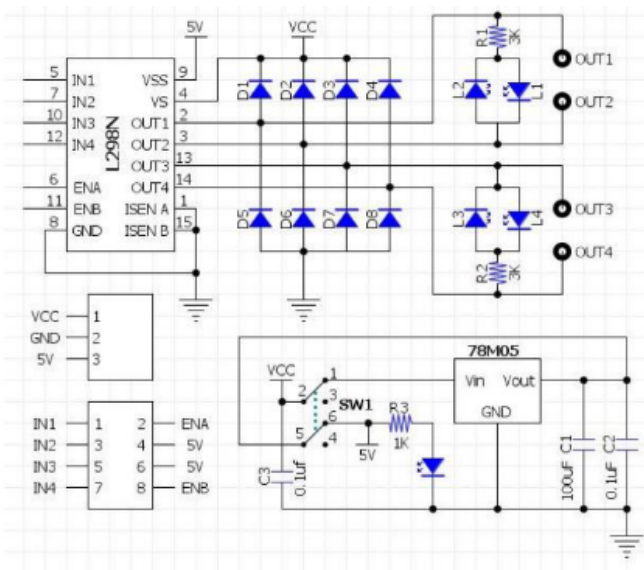 5V
VCC
5 IN1 VSS 9
7 IN2 VS 4
10 IN3 OUT1 2
12 IN4 OUT2 3
OUT3 13
6 ENA OUT4 14
11 ENB ISEN A 1
8 GND ISEN B 15
L298N
D1 D2 D3 D4
D5 D6 D7 D8
R1 3K
L2 L1
OUT1
OUT2
L3 L4
R2 3K
OUT3
OUT4
VCC 1
GND 2
5V 3
IN1 1 2 ENA
IN2 3 4 5V
IN3 5 6 5V
IN4 7 8 ENB
VCC
2 1
3
SW1
6
5
4
5V
R3
1K
C3 0.1uf
78M05
Vin Vout
GND
C1 100uF
C2 0.1uF